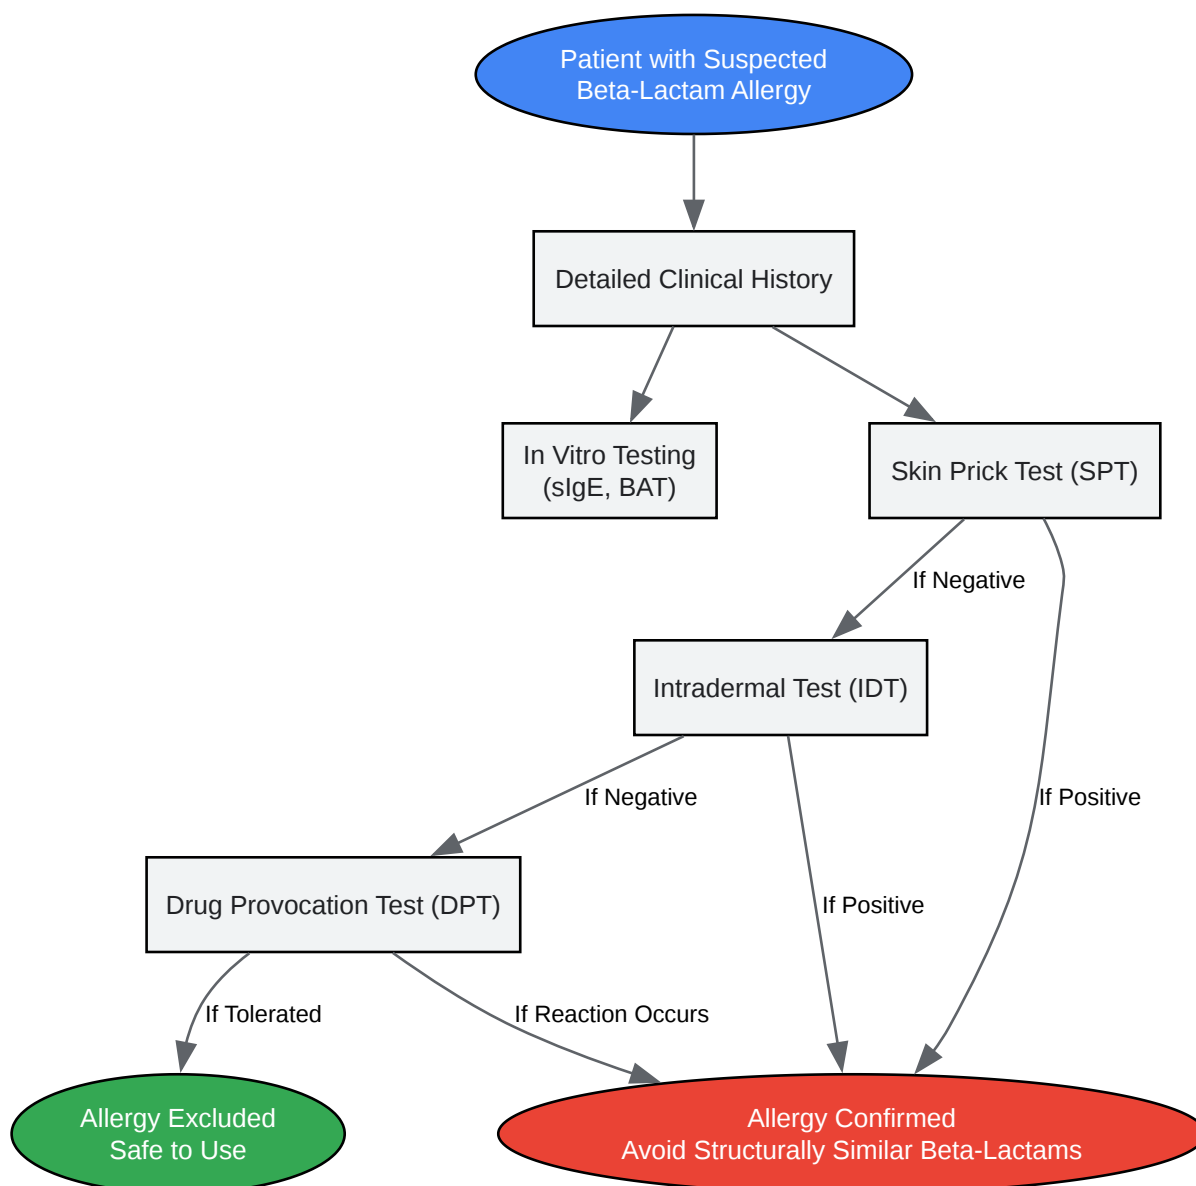 Patient with Suspected
Beta-Lactam Allergy
Detailed Clinical History
In Vitro Testing
(sIgE, BAT)
Skin Prick Test (SPT)
If Negative
Intradermal Test (IDT)
If Negative
If Positive
Drug Provocation Test (DPT)
If Positive
If Tolerated
If Reaction Occurs
Allergy Excluded
Safe to Use
Allergy Confirmed
Avoid Structurally Similar Beta-Lactams